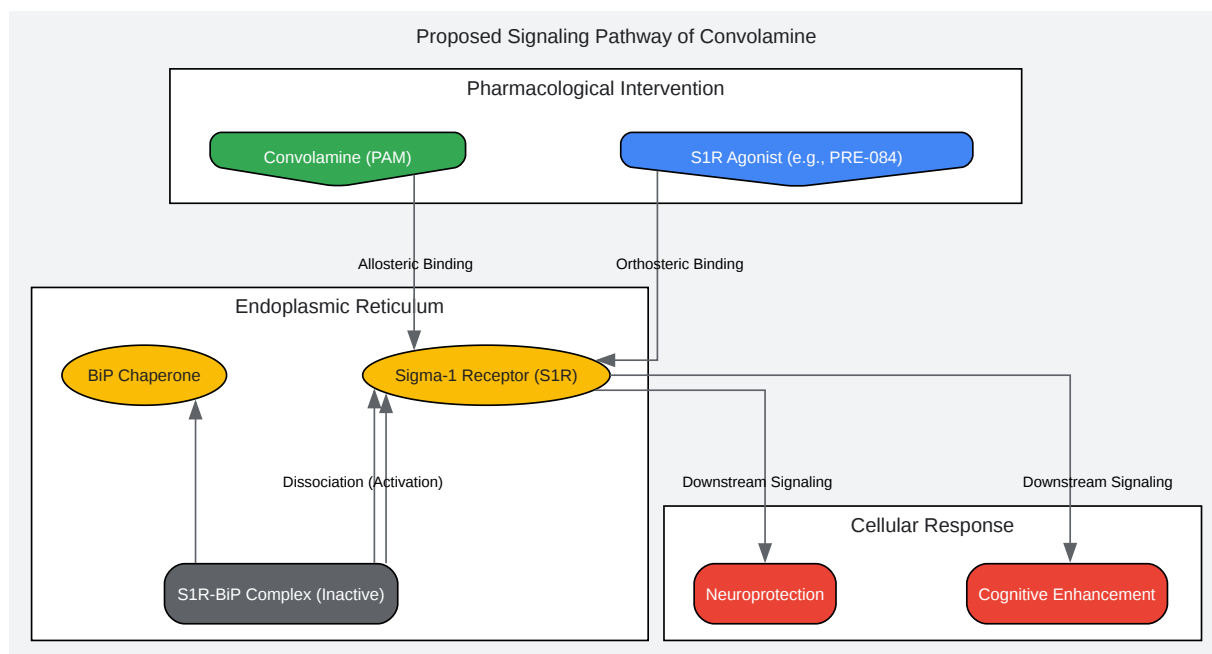 Proposed Signaling Pathway of Convolamine
Pharmacological Intervention
Convolamine (PAM)
S1R Agonist (e.g., PRE-084)
Allosteric Binding
Orthosteric Binding
Endoplasmic Reticulum
BiP Chaperone
Sigma-1 Receptor (S1R)
Dissociation (Activation)
Downstream Signaling
Downstream Signaling
Cellular Response
S1R-BiP Complex (Inactive)
Neuroprotection
Cognitive Enhancement